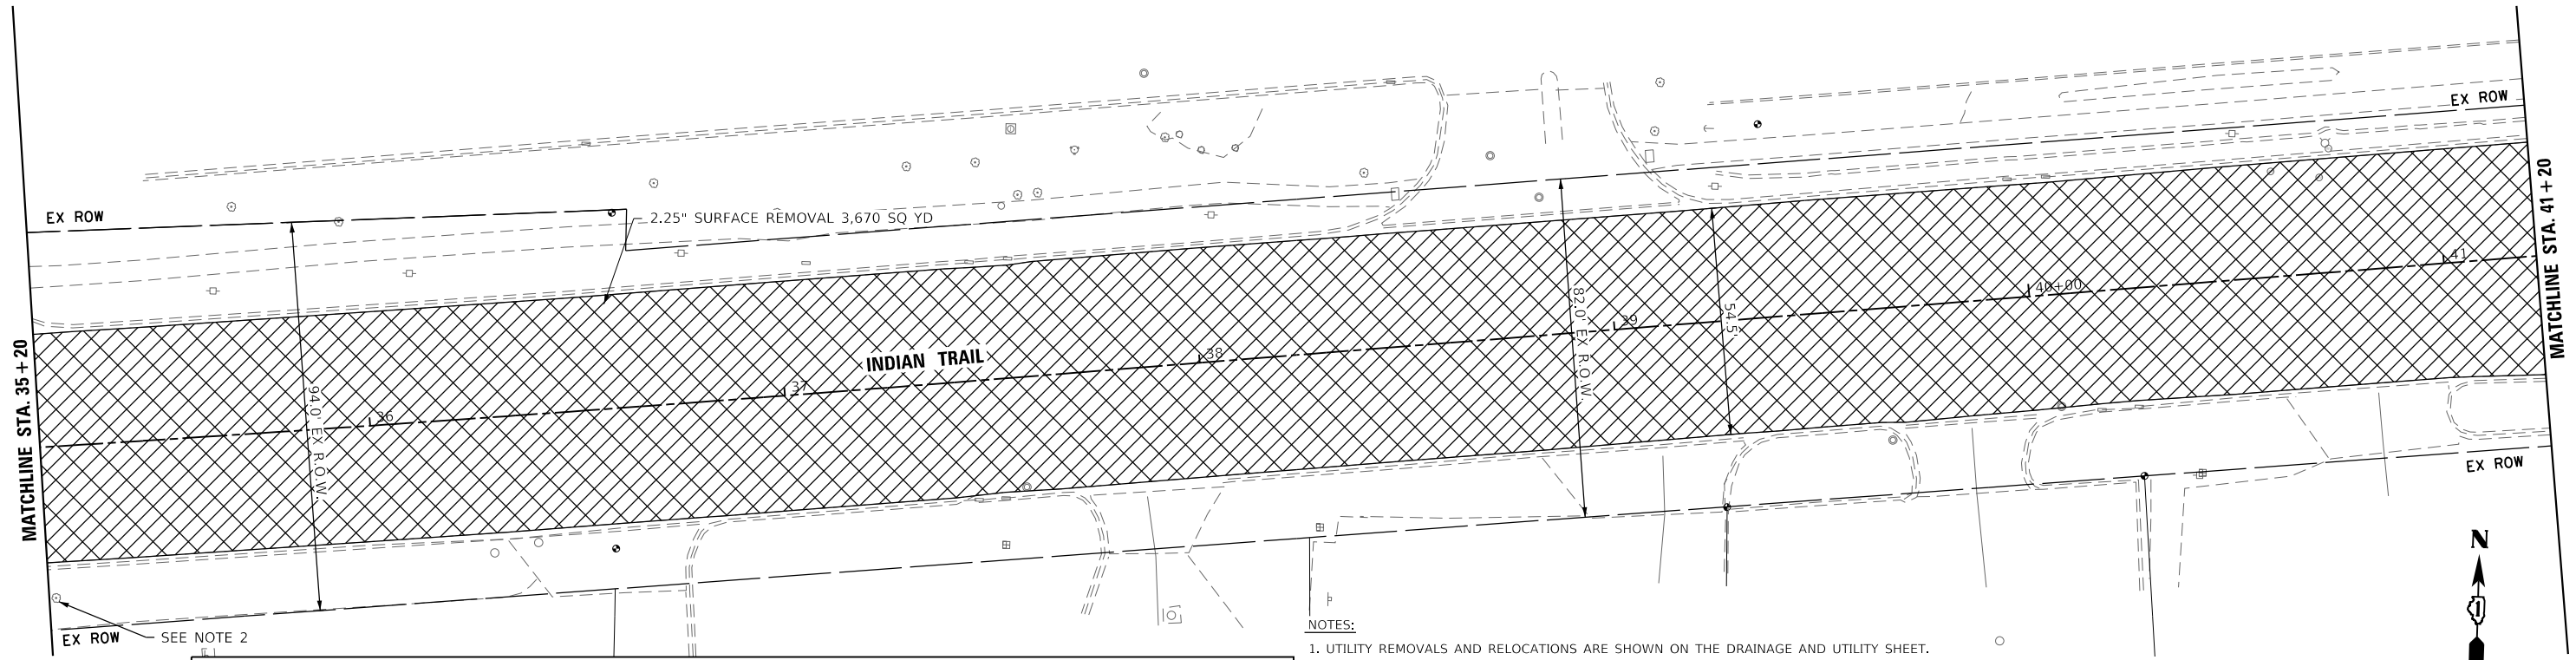 EX ROW
EX ROW
2.25" SURFACE REMOVAL 3,670 SQ YD
MATCHLINE STA. 35+20
MATCHLINE STA. 41+20
INDIAN TRAIL
36
37
38
39
40+00
41
94.0' EX R.O.W.
82.0' EX R.O.W.
54.5'
EX ROW
EX ROW
SEE NOTE 2
N
NOTES:
1. UTILITY REMOVALS AND RELOCATIONS ARE SHOWN ON THE DRAINAGE AND UTILITY SHEET.